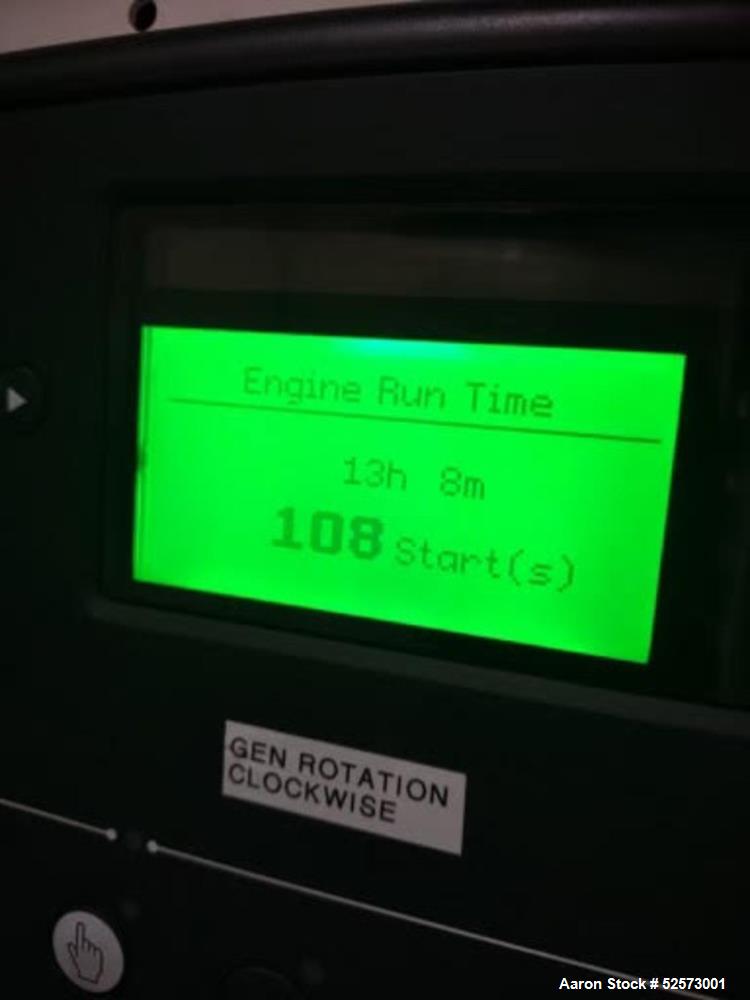 Engine Run Time
13h 8m
108 Start(s)
GEN ROTATION
CLOCKWISE
Aaron Stock # 52573001